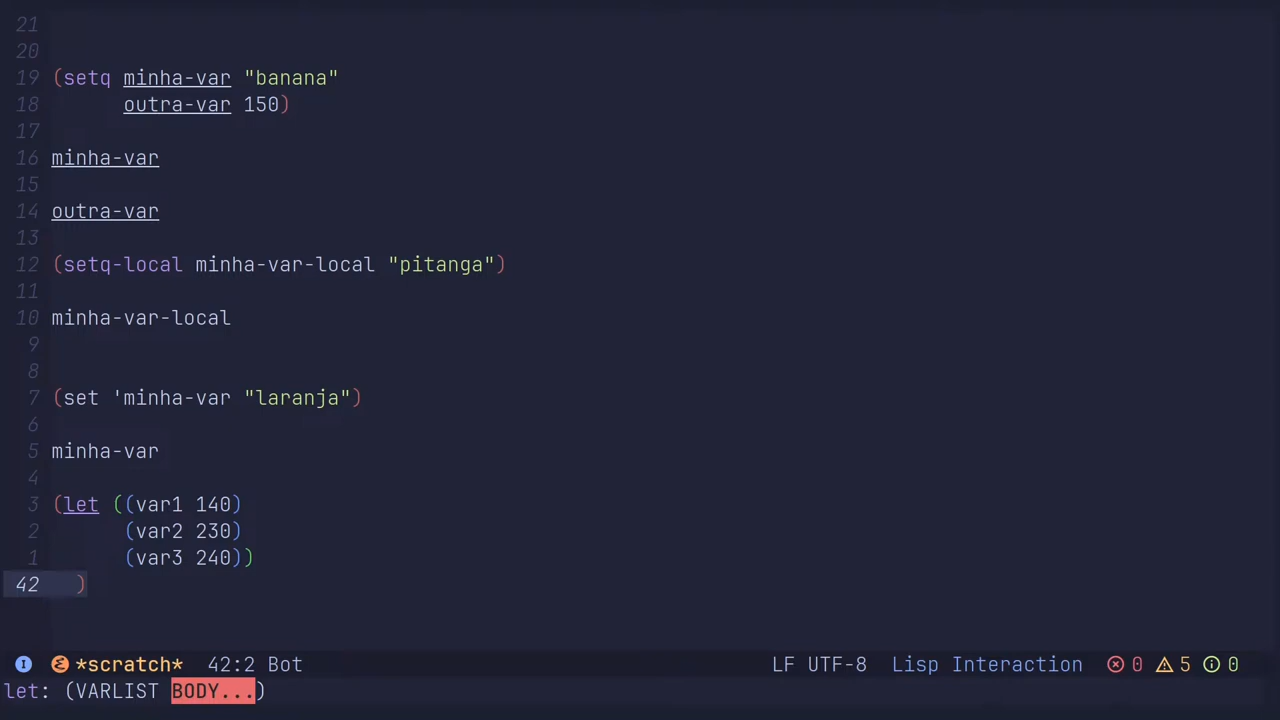 21
20
19 (setq minha-var "banana"
18       outra-var 150)
17
16 minha-var
15
14 outra-var
13
12 (setq-local minha-var-local "pitanga")
11
10 minha-var-local
9
8
7 (set 'minha-var "laranja")
6
5 minha-var
4
3 (let ((var1 140)
2       (var2 230)
1       (var3 240))
42   )
I *scratch* 42:2 Bot LF UTF-8 Lisp Interaction 0 5 0
let: (VARLIST BODY...)